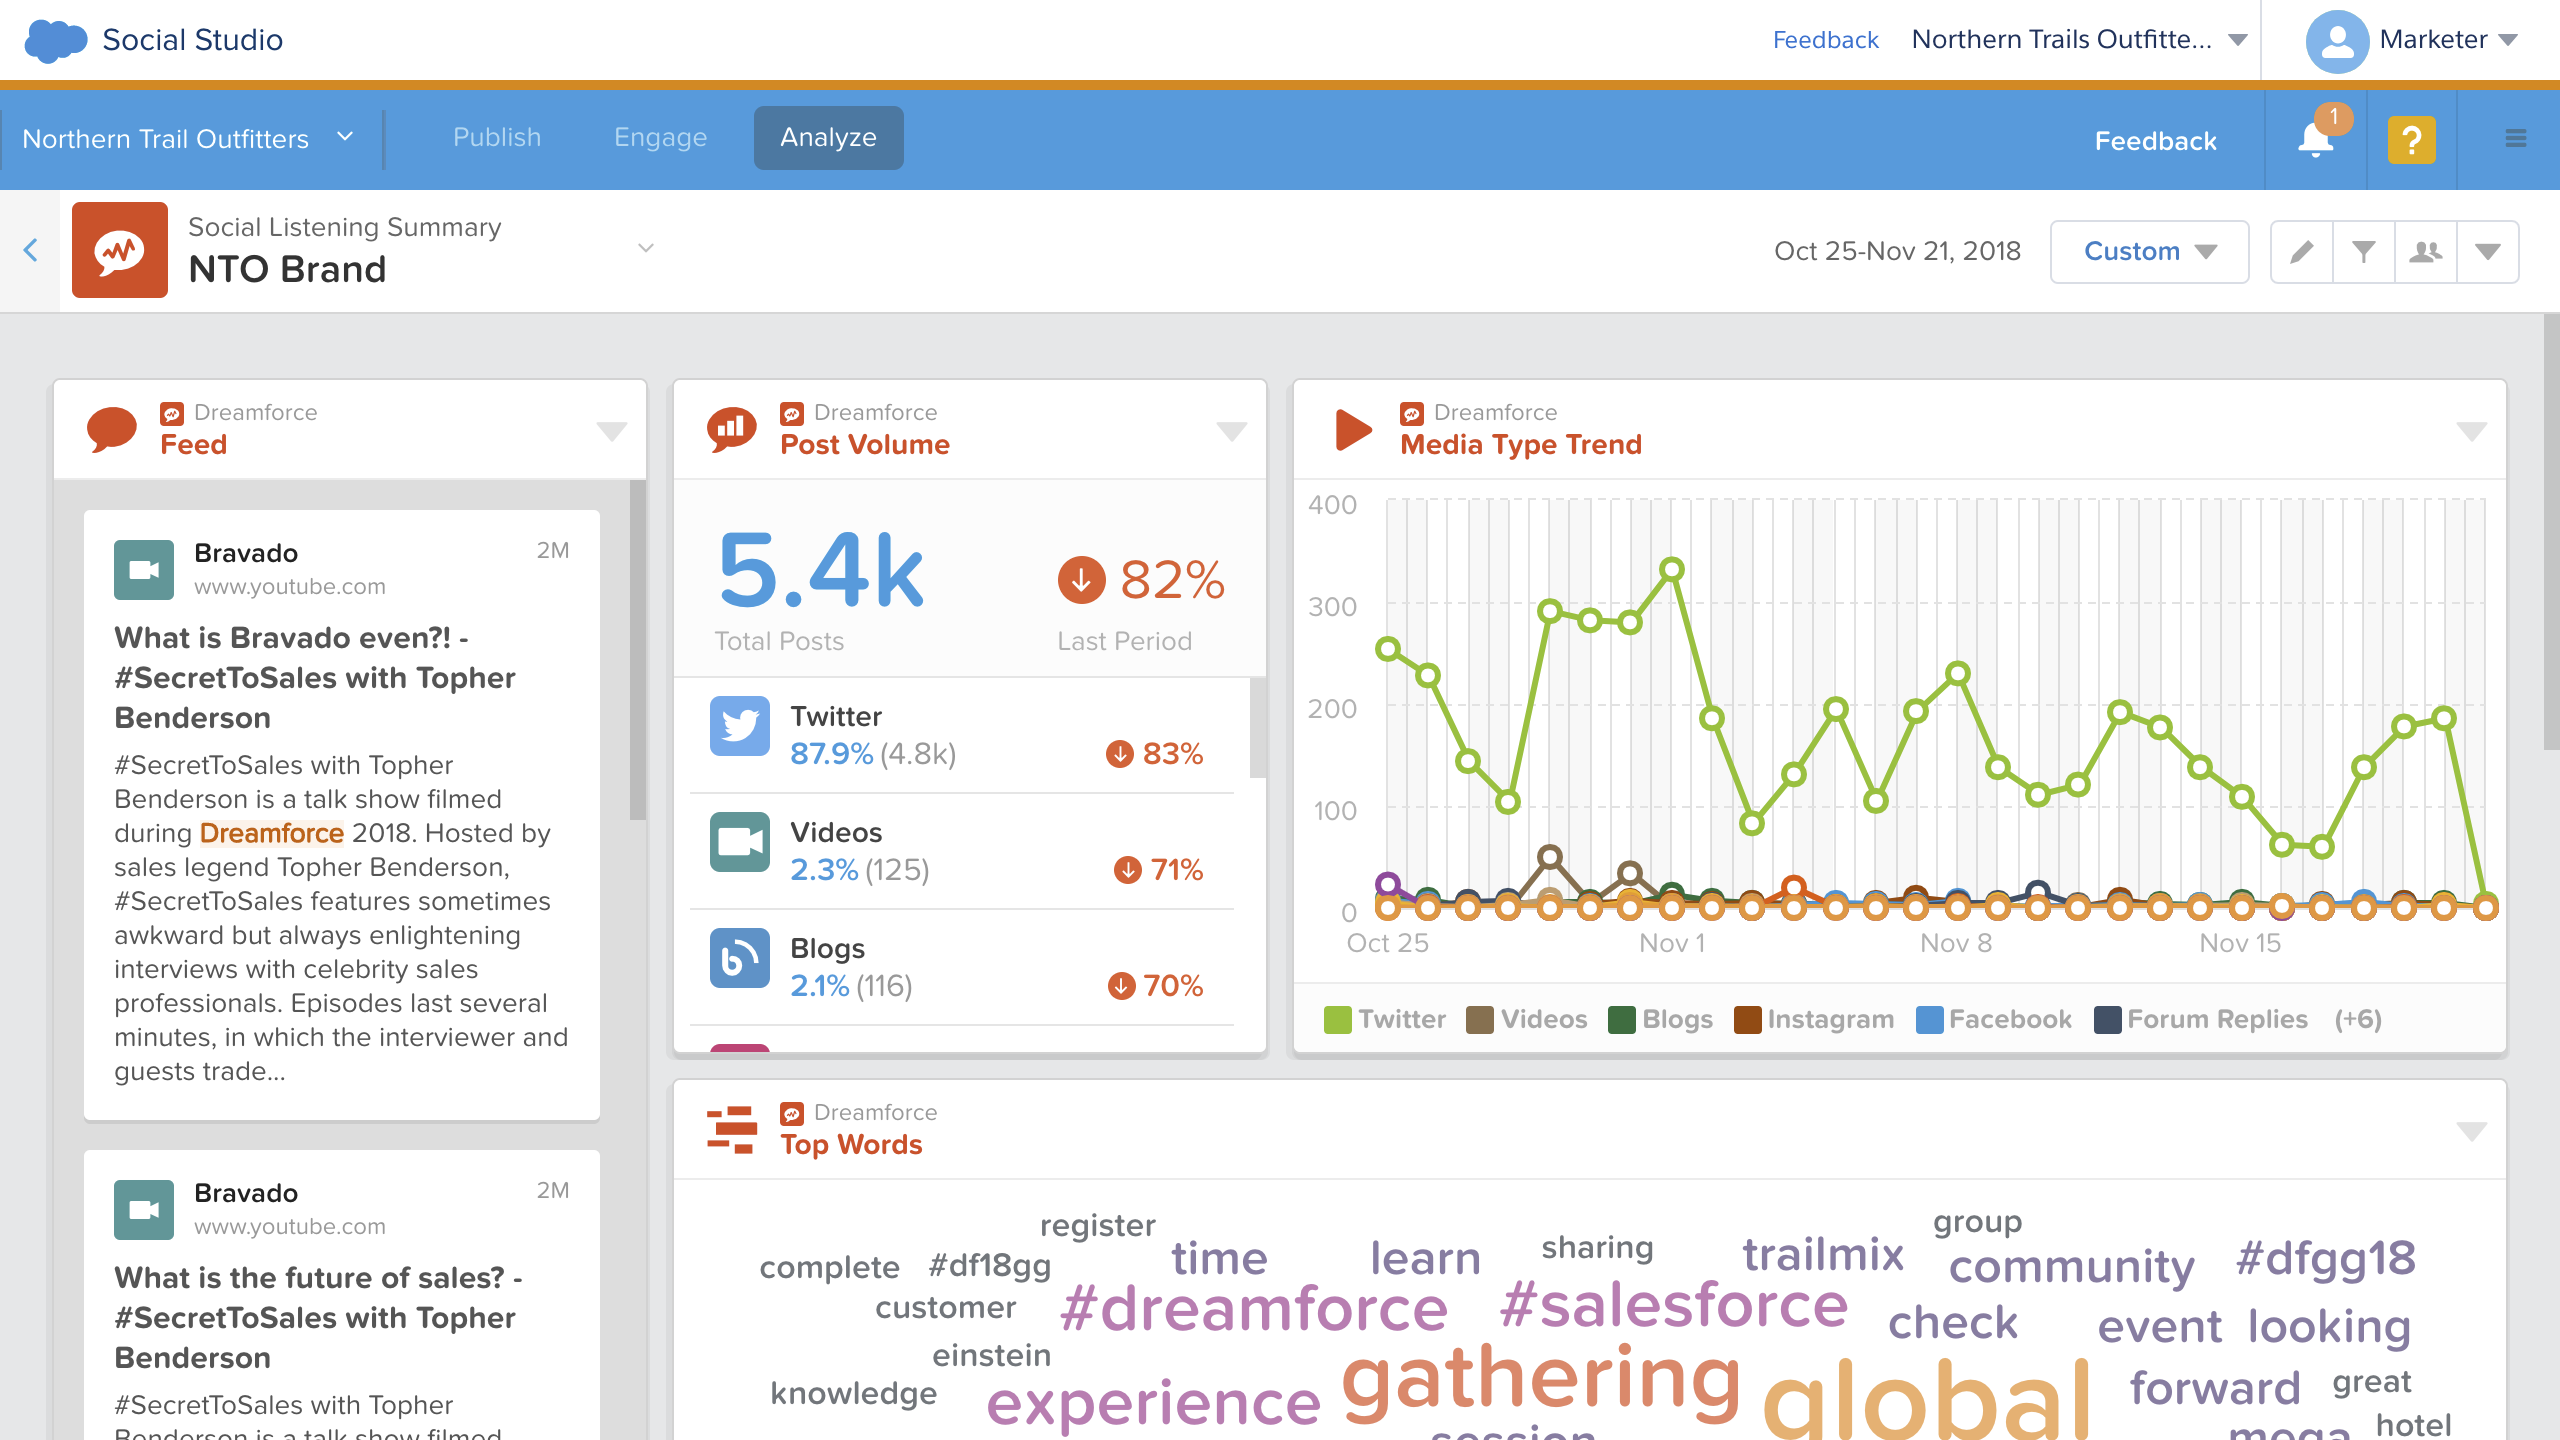 Social Studio
Feedback
Northern Trails Outfitte...
Marketer
Northern Trail Outfitters
Publish
Engage
Analyze
Feedback
1
?
Social Listening Summary
NTO Brand
Oct 25-Nov 21, 2018
Custom
Dreamforce
Feed
Bravado
2M
www.youtube.com
What is Bravado even?! -
#SecretToSales with Topher
Benderson
#SecretToSales with Topher
Benderson is a talk show filmed
during Dreamforce 2018. Hosted by
sales legend Topher Benderson,
#SecretToSales features sometimes
awkward but always enlightening
interviews with celebrity sales
professionals. Episodes last several
minutes, in which the interviewer and
guests trade...
Bravado
2M
www.youtube.com
What is the future of sales? -
#SecretToSales with Topher
Benderson
#SecretToSales with Topher
Benderson is a talk show filmed
Dreamforce
Post Volume
5.4k
Total Posts
82%
Last Period
Twitter
87.9% (4.8k)
83%
Videos
2.3% (125)
71%
Blogs
2.1% (116)
70%
Dreamforce
Media Type Trend
400
300
200
100
0
Oct 25
Nov 1
Nov 8
Nov 15
Twitter
Videos
Blogs
Instagram
Facebook
Forum Replies
(+6)
Dreamforce
Top Words
register
group
complete
#df18gg
time
learn
sharing
trailmix
community
#dfgg18
customer
#dreamforce
#salesforce
check
event
looking
einstein
knowledge
experience
gathering
global
forward
great
session
mega
hotel